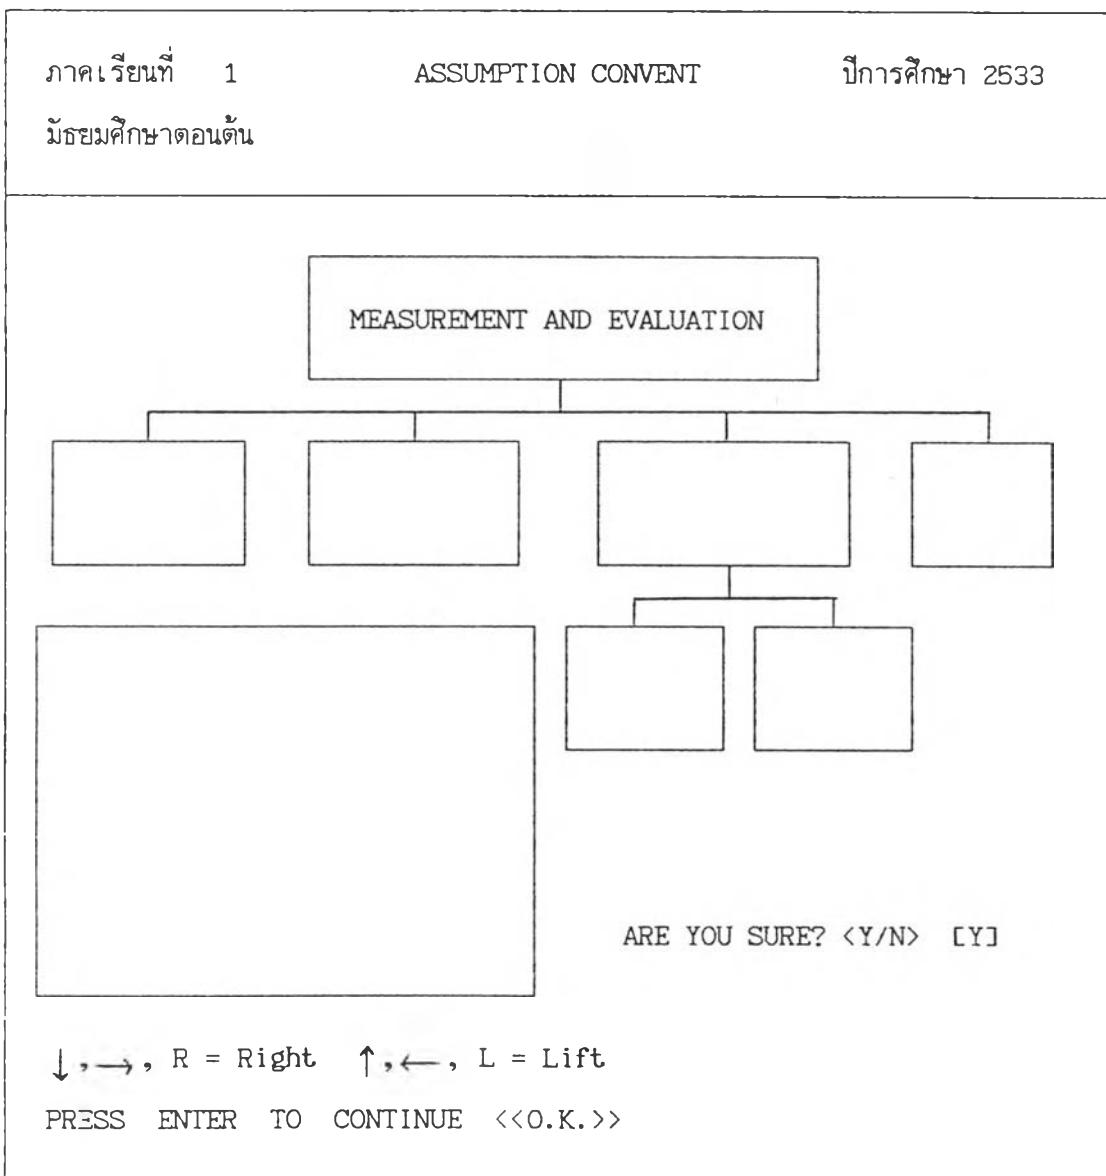 ภาคเรียนที่ 1 ASSUMPTION CONVENT ปีการศึกษา 2533
มัธยมศึกษาตอนต้น
MEASUREMENT AND EVALUATION
ARE YOU SURE? <Y/N> [Y]
↓,→, R = Right ↑,←, L = Lift
PRESS ENTER TO CONTINUE <<O.K.>>